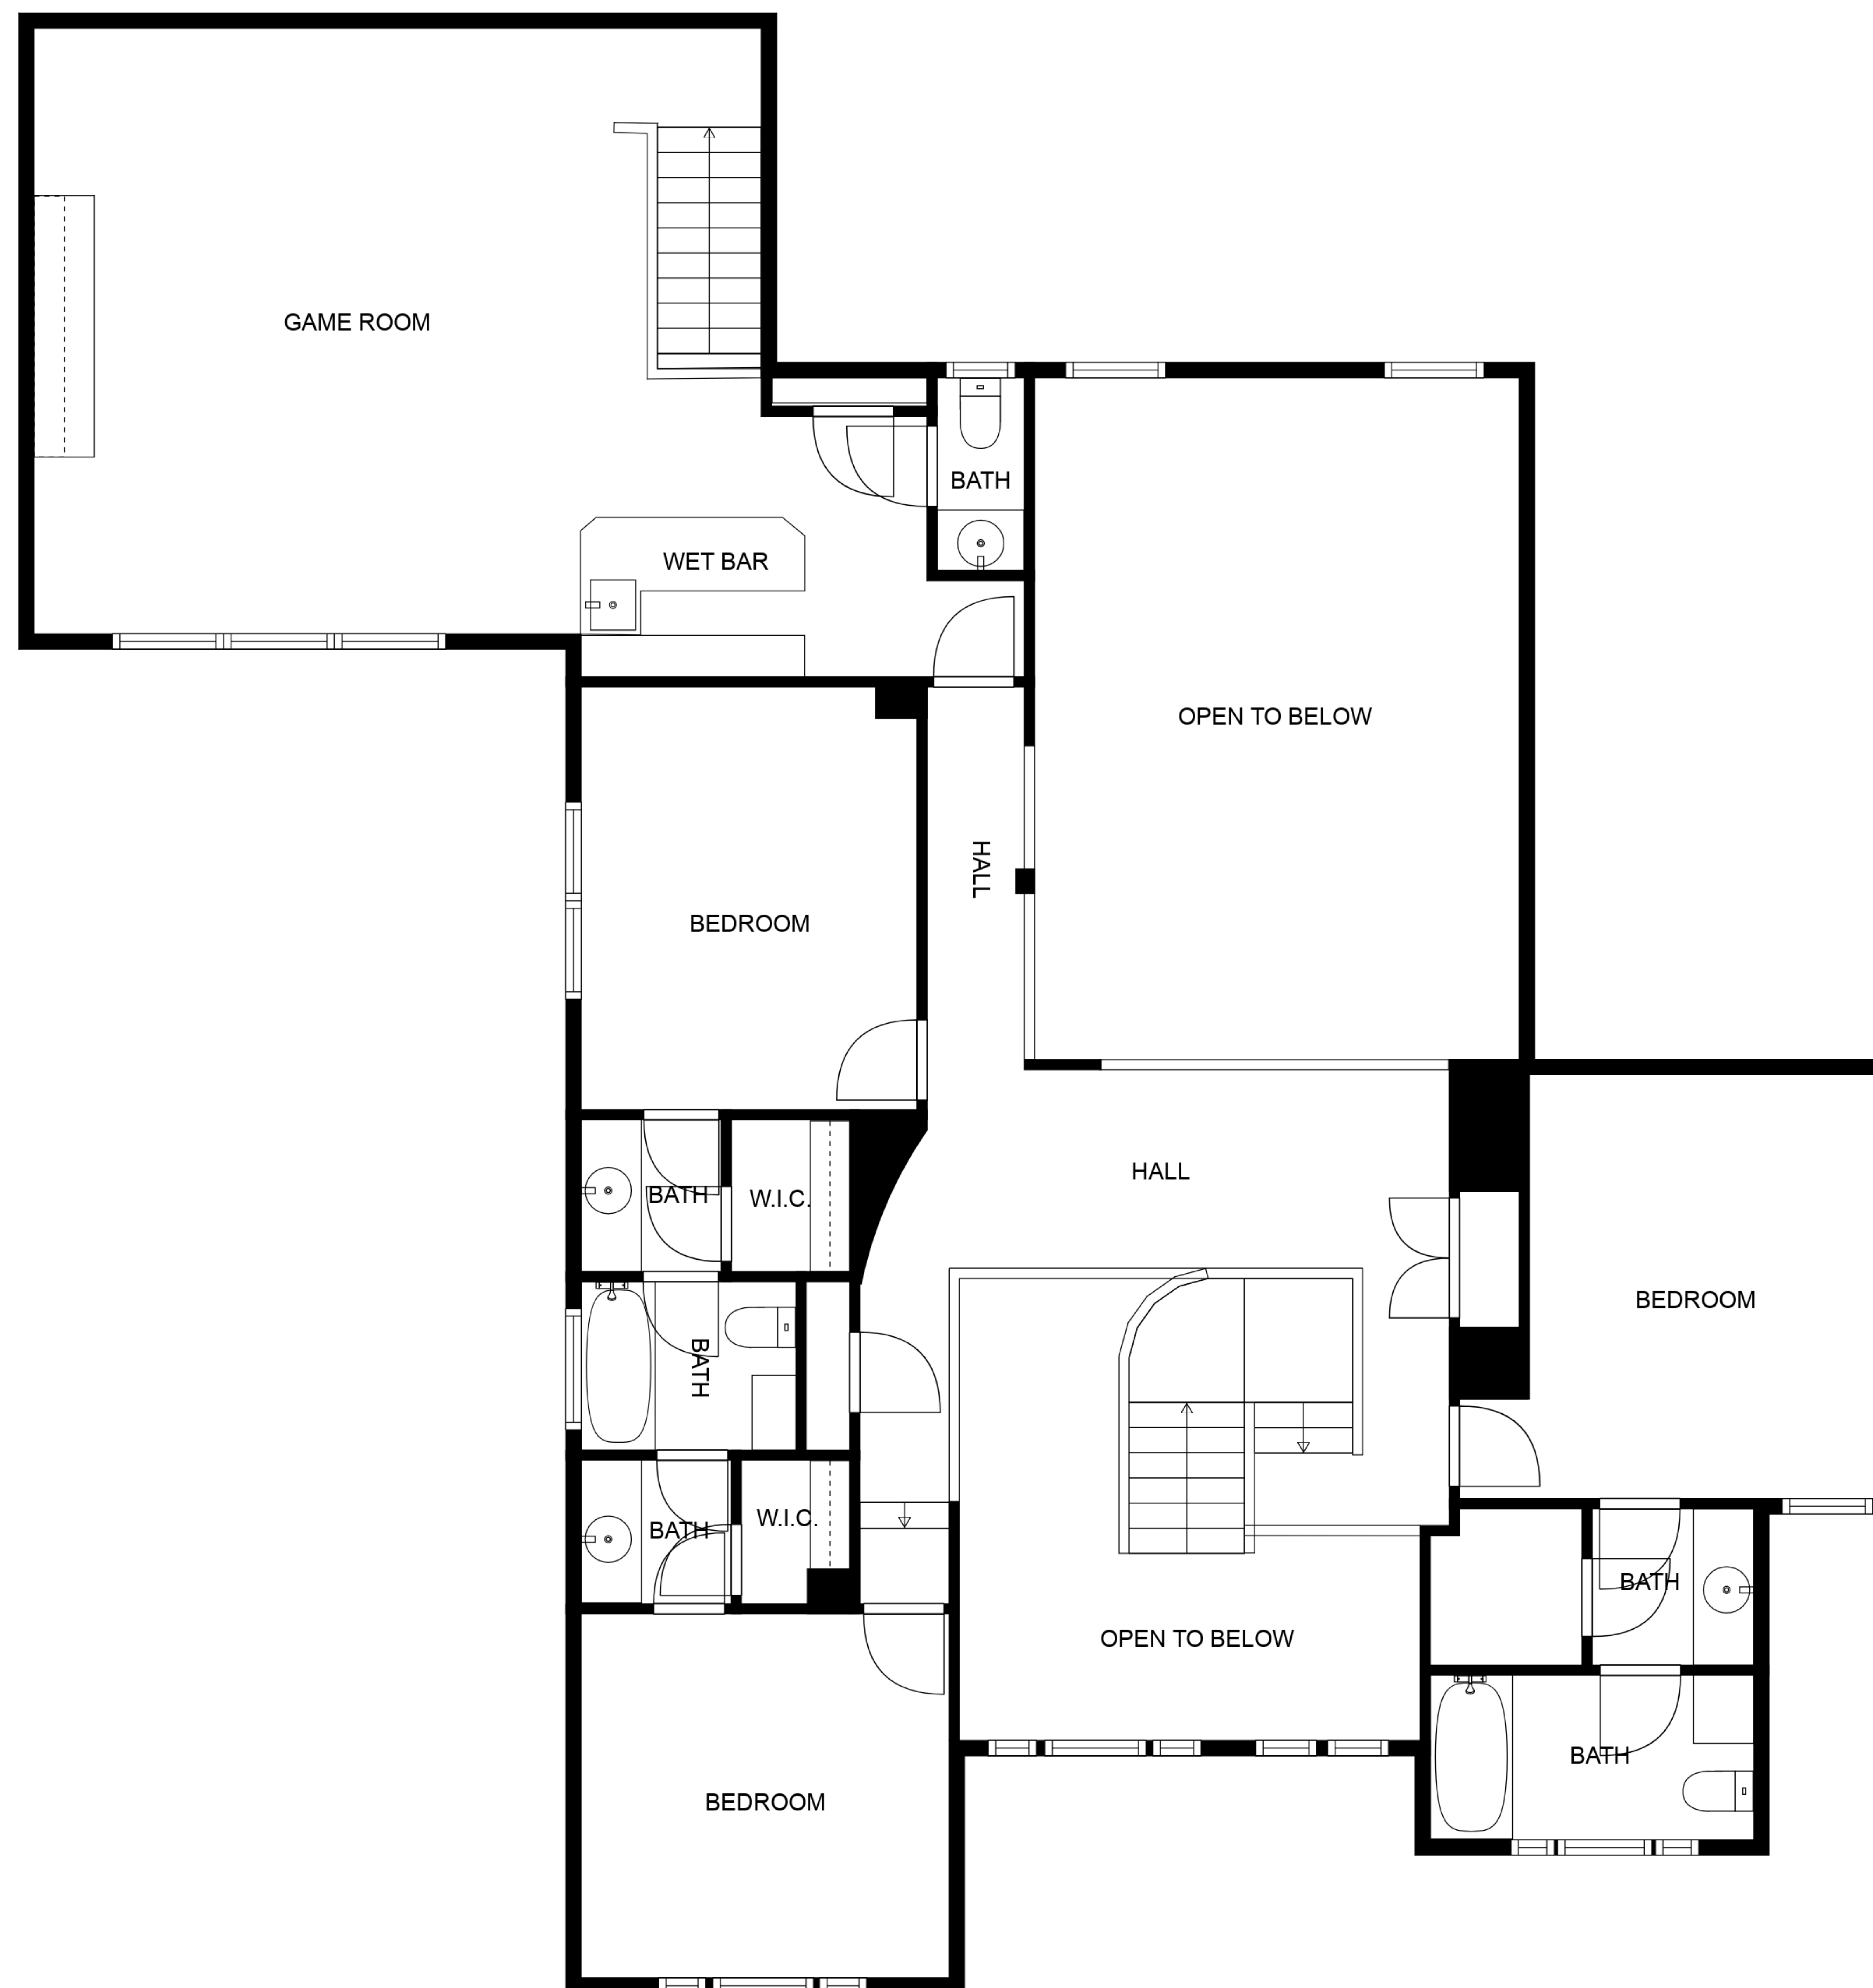 GAME ROOM
BATH
WET BAR
OPEN TO BELOW
HALL
BEDROOM
HALL
BATH
W.I.C.
BEDROOM
BATH
W.I.C.
BATH
BATH
OPEN TO BELOW
BATH
BEDROOM